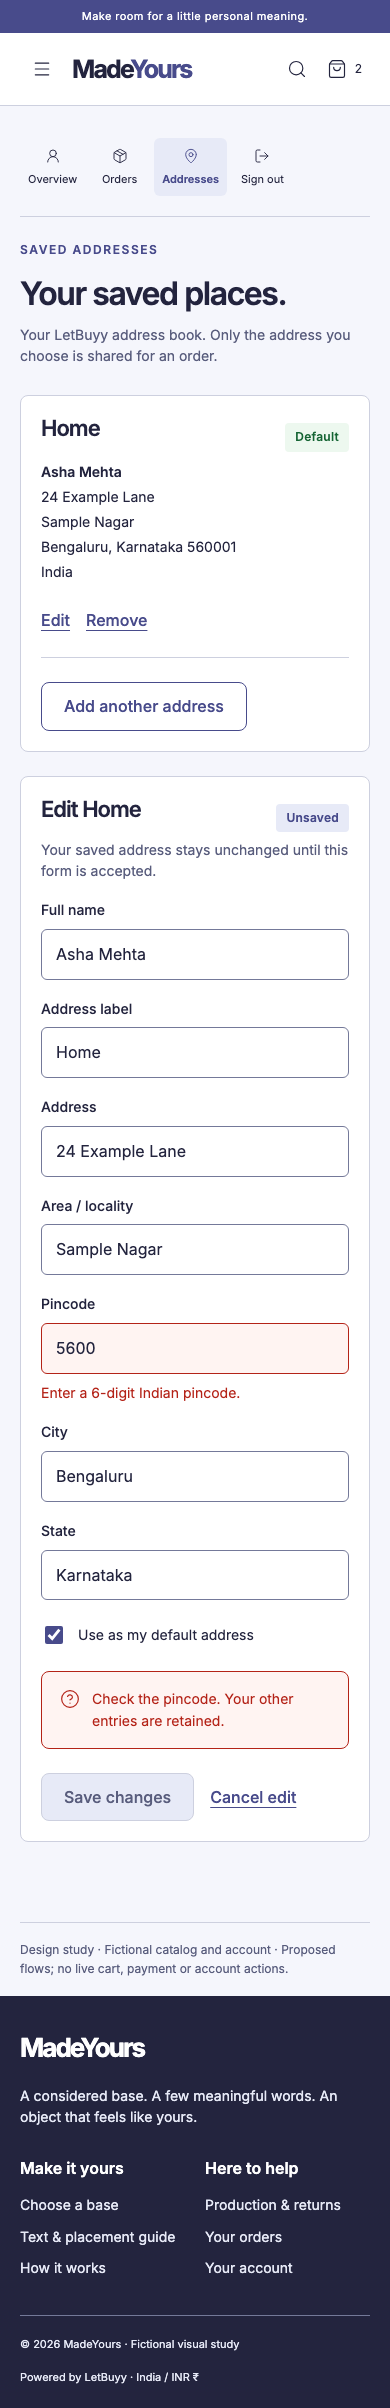 Make room for a little personal meaning.
MadeYours
2
Overview
Orders
Addresses
Sign out
SAVED ADDRESSES
Your saved places.
Your LetBuyy address book. Only the address you
choose is shared for an order.
Home
Default
Asha Mehta
24 Example Lane
Sample Nagar
Bengaluru, Karnataka 560001
India
Edit
Remove
Add another address
Edit Home
Unsaved
Your saved address stays unchanged until this
form is accepted.
Full name
Asha Mehta
Address label
Home
Address
24 Example Lane
Area / locality
Sample Nagar
Pincode
5600
Enter a 6-digit Indian pincode.
City
Bengaluru
State
Karnataka
Use as my default address
Check the pincode. Your other
entries are retained.
Save changes
Cancel edit
Design study · Fictional catalog and account · Proposed
flows; no live cart, payment or account actions.
MadeYours
A considered base. A few meaningful words. An
object that feels like yours.
Make it yours
Choose a base
Text & placement guide
How it works
Here to help
Production & returns
Your orders
Your account
© 2026 MadeYours · Fictional visual study
Powered by LetBuyy · India / INR ₹